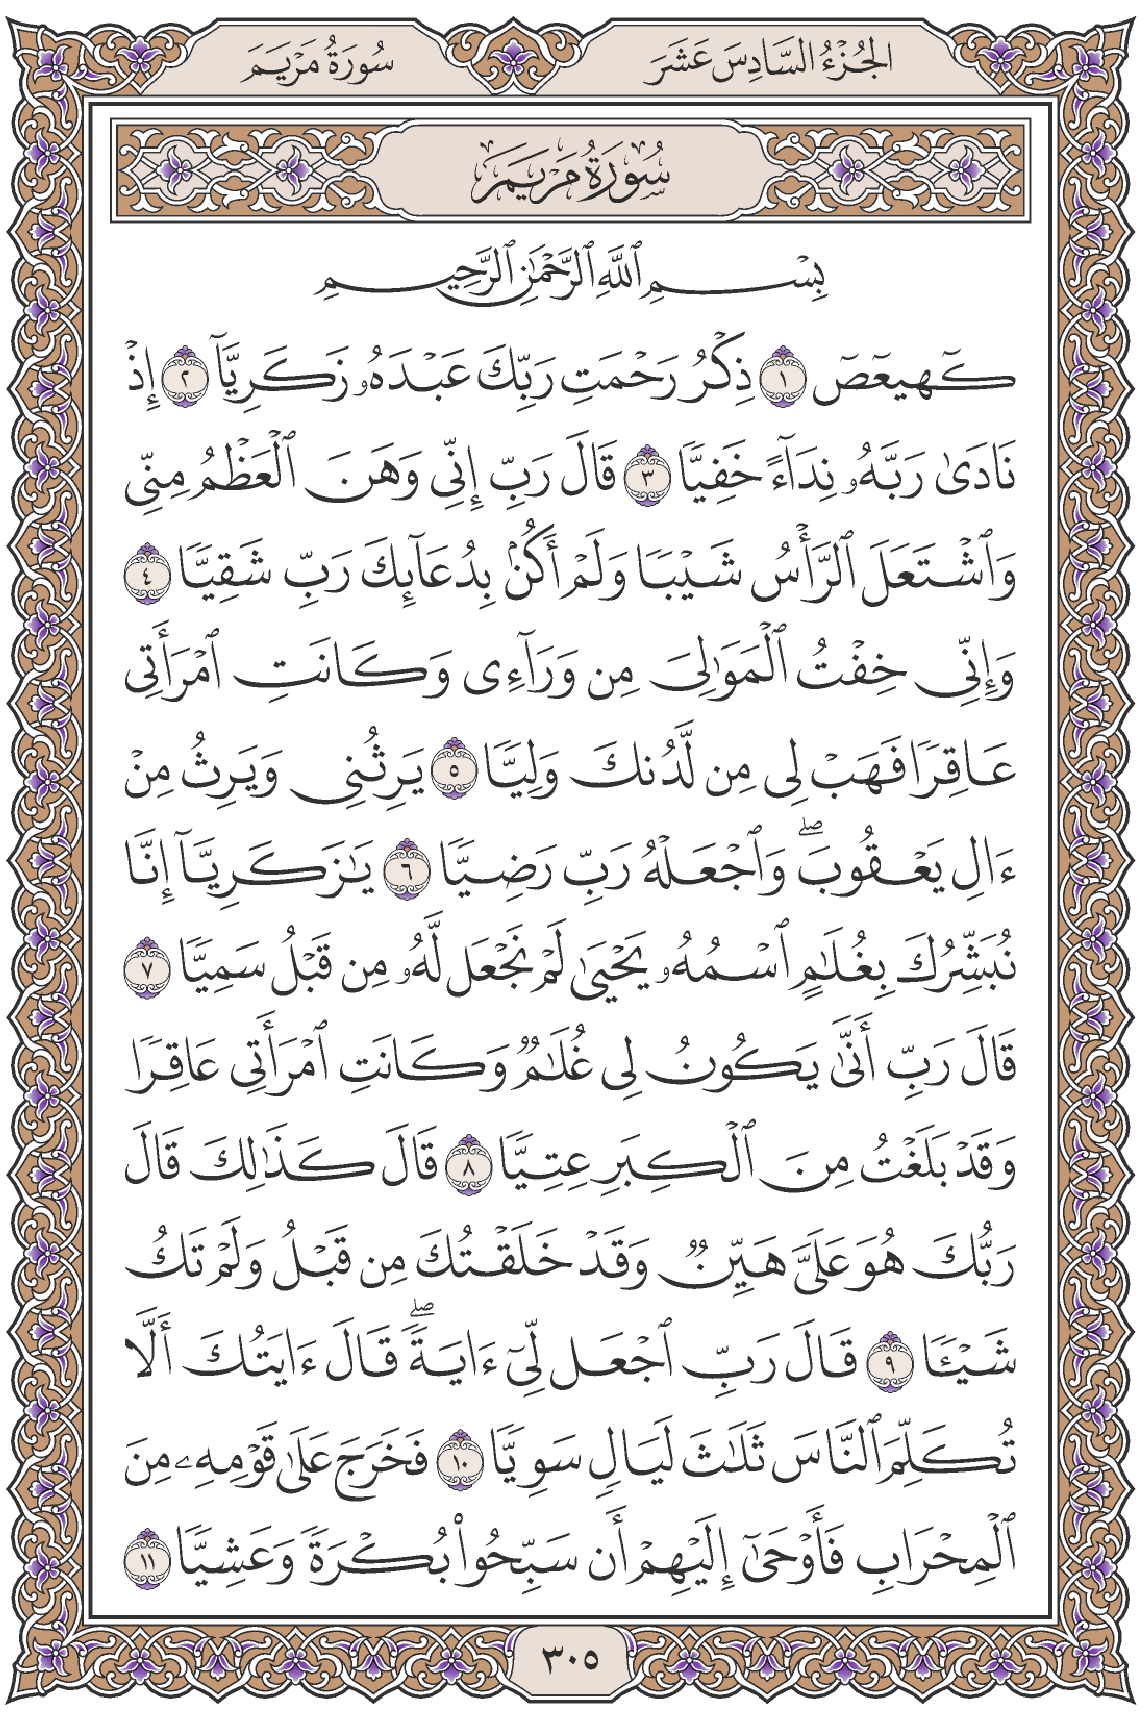 الجُزْءُ السَّادِسَ عَشَرَ
سُورَةُ مَرْيَمَ
سُورَةُ مَرْيَمَ
بِسْمِ ٱللَّهِ ٱلرَّحْمَٰنِ ٱلرَّحِيمِ
كٓهيعٓصٓ ١ ذِكْرُ رَحْمَتِ رَبِّكَ عَبْدَهُۥ زَكَرِيَّآ ٢ إِذْ
نَادَىٰ رَبَّهُۥ نِدَآءً خَفِيًّا ٣ قَالَ رَبِّ إِنِّى وَهَنَ ٱلْعَظْمُ مِنِّى
وَٱشْتَعَلَ ٱلرَّأْسُ شَيْبًا وَلَمْ أَكُنۢ بِدُعَآئِكَ رَبِّ شَقِيًّا ٤
وَإِنِّى خِفْتُ ٱلْمَوَٰلِىَ مِن وَرَآءِى وَكَانَتِ ٱمْرَأَتِى
عَاقِرًا فَهَبْ لِى مِن لَّدُنكَ وَلِيًّا ٥ يَرِثُنِى وَيَرِثُ مِنْ
ءَالِ يَعْقُوبَ ۖ وَٱجْعَلْهُ رَبِّ رَضِيًّا ٦ يَٰزَكَرِيَّآ إِنَّا
نُبَشِّرُكَ بِغُلَٰمٍ ٱسْمُهُۥ يَحْيَىٰ لَمْ نَجْعَل لَّهُۥ مِن قَبْلُ سَمِيًّا ٧
قَالَ رَبِّ أَنَّىٰ يَكُونُ لِى غُلَٰمٌ وَكَانَتِ ٱمْرَأَتِى عَاقِرًا
وَقَدْ بَلَغْتُ مِنَ ٱلْكِبَرِ عِتِيًّا ٨ قَالَ كَذَٰلِكَ قَالَ
رَبُّكَ هُوَ عَلَىَّ هَيِّنٌ وَقَدْ خَلَقْتُكَ مِن قَبْلُ وَلَمْ تَكُ
شَيْـًٔا ٩ قَالَ رَبِّ ٱجْعَل لِّىٓ ءَايَةً ۖ قَالَ ءَايَتُكَ أَلَّا
تُكَلِّمَ ٱلنَّاسَ ثَلَٰثَ لَيَالٍ سَوِيًّا ١٠ فَخَرَجَ عَلَىٰ قَوْمِهِۦ مِنَ
ٱلْمِحْرَابِ فَأَوْحَىٰٓ إِلَيْهِمْ أَن سَبِّحُوا۟ بُكْرَةً وَعَشِيًّا ١١
٣٠٥